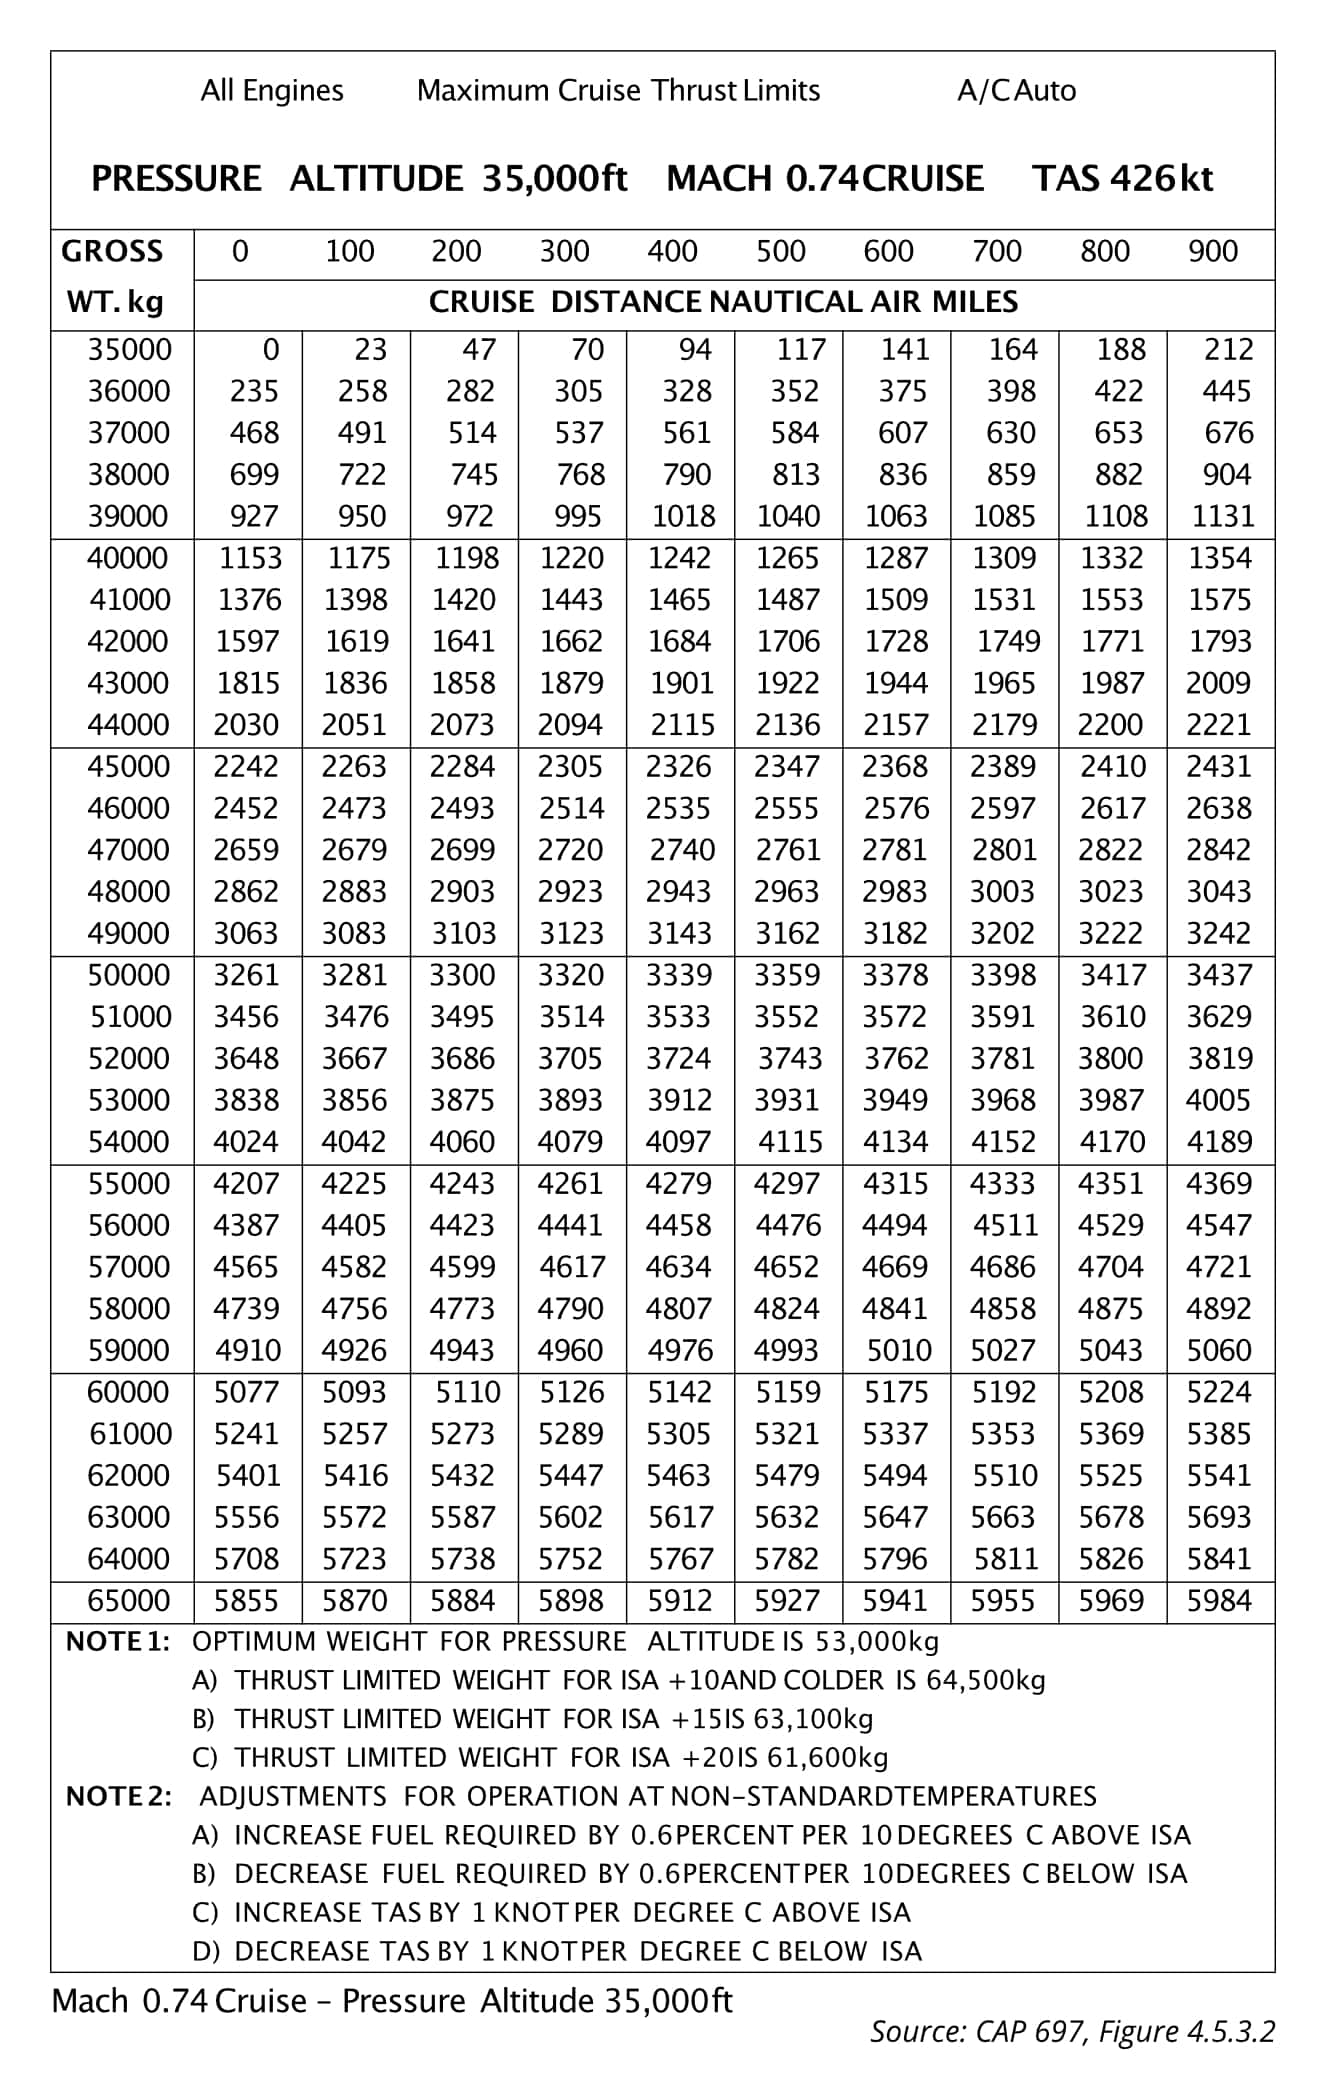 All Engines Maximum Cruise Thrust Limits A/C Auto
PRESSURE ALTITUDE 35,000ft MACH 0.74 CRUISE TAS 426kt
GROSS 0 100 200 300 400 500 600 700 800 900
WT. kg CRUISE DISTANCE NAUTICAL AIR MILES
35000 0 23 47 70 94 117 141 164 188 212
36000 235 258 282 305 328 352 375 398 422 445
37000 468 491 514 537 561 584 607 630 653 676
38000 699 722 745 768 790 813 836 859 882 904
39000 927 950 972 995 1018 1040 1063 1085 1108 1131
40000 1153 1175 1198 1220 1242 1265 1287 1309 1332 1354
41000 1376 1398 1420 1443 1465 1487 1509 1531 1553 1575
42000 1597 1619 1641 1662 1684 1706 1728 1749 1771 1793
43000 1815 1836 1858 1879 1901 1922 1944 1965 1987 2009
44000 2030 2051 2073 2094 2115 2136 2157 2179 2200 2221
45000 2242 2263 2284 2305 2326 2347 2368 2389 2410 2431
46000 2452 2473 2493 2514 2535 2555 2576 2597 2617 2638
47000 2659 2679 2699 2720 2740 2761 2781 2801 2822 2842
48000 2862 2883 2903 2923 2943 2963 2983 3003 3023 3043
49000 3063 3083 3103 3123 3143 3162 3182 3202 3222 3242
50000 3261 3281 3300 3320 3339 3359 3378 3398 3417 3437
51000 3456 3476 3495 3514 3533 3552 3572 3591 3610 3629
52000 3648 3667 3686 3705 3724 3743 3762 3781 3800 3819
53000 3838 3856 3875 3893 3912 3931 3949 3968 3987 4005
54000 4024 4042 4060 4079 4097 4115 4134 4152 4170 4189
55000 4207 4225 4243 4261 4279 4297 4315 4333 4351 4369
56000 4387 4405 4423 4441 4458 4476 4494 4511 4529 4547
57000 4565 4582 4599 4617 4634 4652 4669 4686 4704 4721
58000 4739 4756 4773 4790 4807 4824 4841 4858 4875 4892
59000 4910 4926 4943 4960 4976 4993 5010 5027 5043 5060
60000 5077 5093 5110 5126 5142 5159 5175 5192 5208 5224
61000 5241 5257 5273 5289 5305 5321 5337 5353 5369 5385
62000 5401 5416 5432 5447 5463 5479 5494 5510 5525 5541
63000 5556 5572 5587 5602 5617 5632 5647 5663 5678 5693
64000 5708 5723 5738 5752 5767 5782 5796 5811 5826 5841
65000 5855 5870 5884 5898 5912 5927 5941 5955 5969 5984
NOTE 1: OPTIMUM WEIGHT FOR PRESSURE ALTITUDE IS 53,000kg
A) THRUST LIMITED WEIGHT FOR ISA +10 AND COLDER IS 64,500kg
B) THRUST LIMITED WEIGHT FOR ISA +15 IS 63,100kg
C) THRUST LIMITED WEIGHT FOR ISA +20 IS 61,600kg
NOTE 2: ADJUSTMENTS FOR OPERATION AT NON-STANDARD TEMPERATURES
A) INCREASE FUEL REQUIRED BY 0.6 PERCENT PER 10 DEGREES C ABOVE ISA
B) DECREASE FUEL REQUIRED BY 0.6 PERCENT PER 10 DEGREES C BELOW ISA
C) INCREASE TAS BY 1 KNOT PER DEGREE C ABOVE ISA
D) DECREASE TAS BY 1 KNOT PER DEGREE C BELOW ISA
Mach 0.74 Cruise – Pressure Altitude 35,000ft
Source: CAP 697, Figure 4.5.3.2